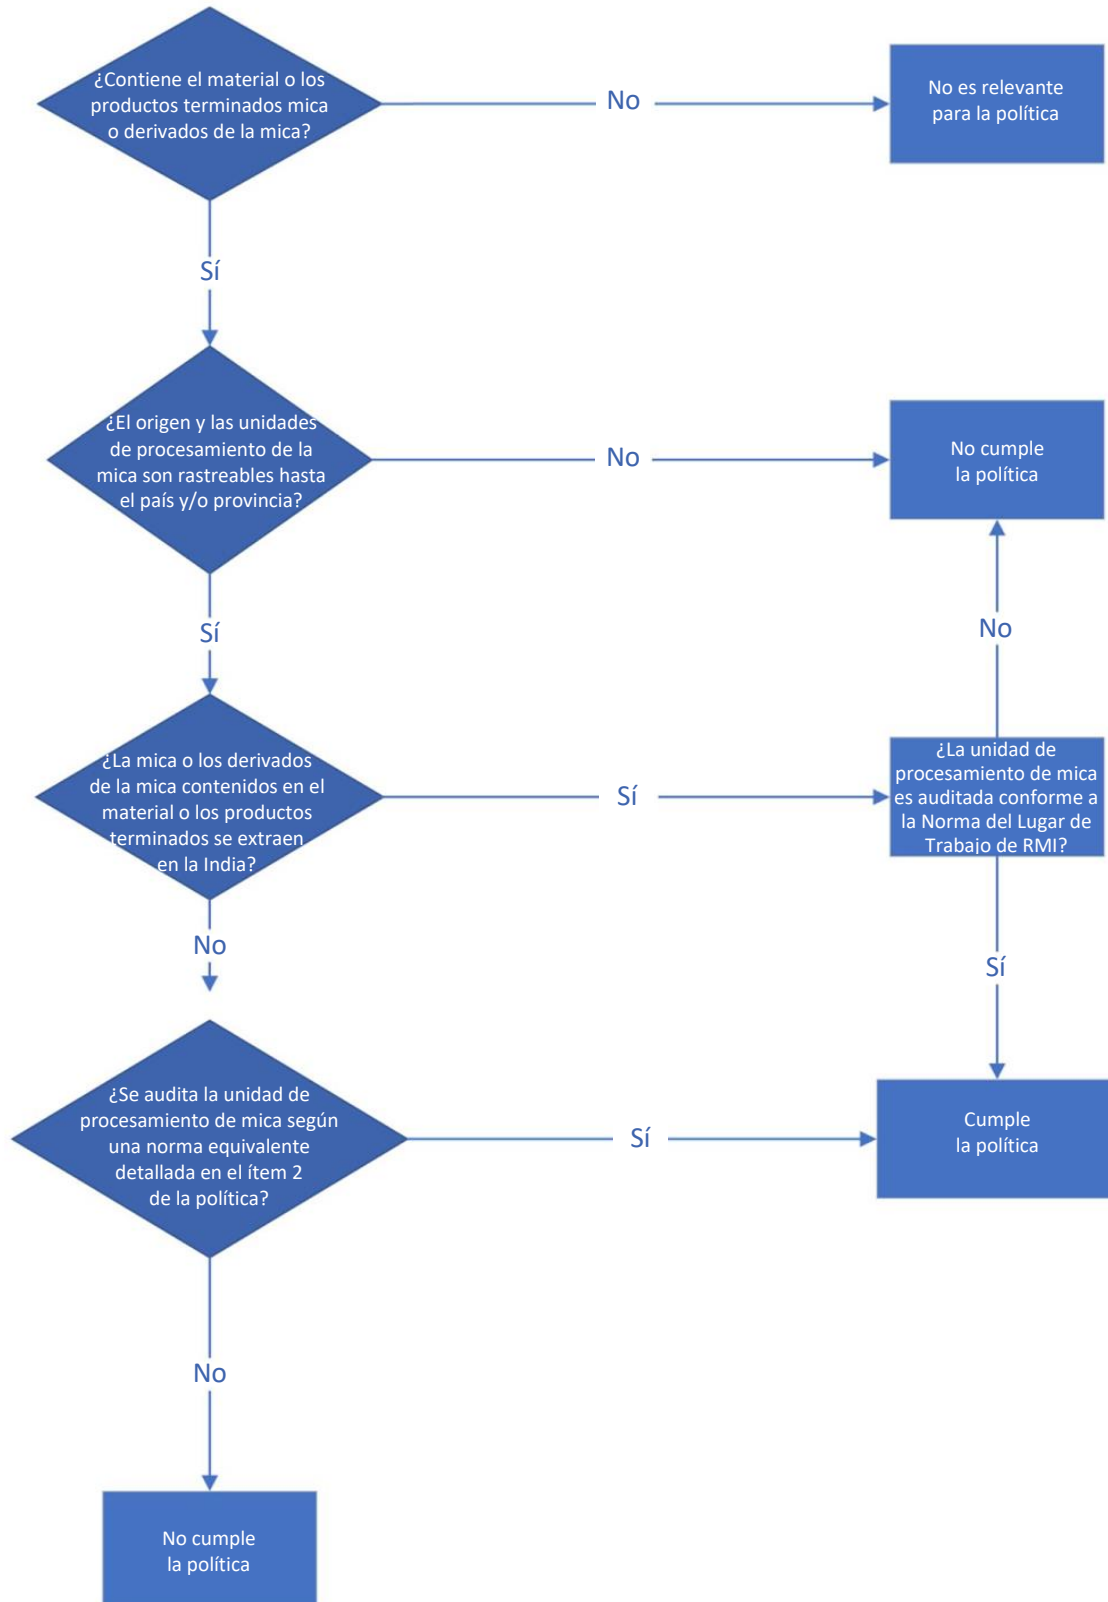 ¿Contiene el material o los
productos terminados mica
o derivados de la mica?
No
No es relevante
para la política
Sí
¿El origen y las unidades
de procesamiento de la
mica son rastreables hasta
el país y/o provincia?
No
No cumple
la política
Sí
No
¿La mica o los derivados
de la mica contenidos en el
material o los productos
terminados se extraen
en la India?
Sí
¿La unidad de
procesamiento de mica
es auditada conforme a
la Norma del Lugar de
Trabajo de RMI?
No
Sí
¿Se audita la unidad de
procesamiento de mica según
una norma equivalente
detallada en el ítem 2
de la política?
Sí
Cumple
la política
No
No cumple
la política